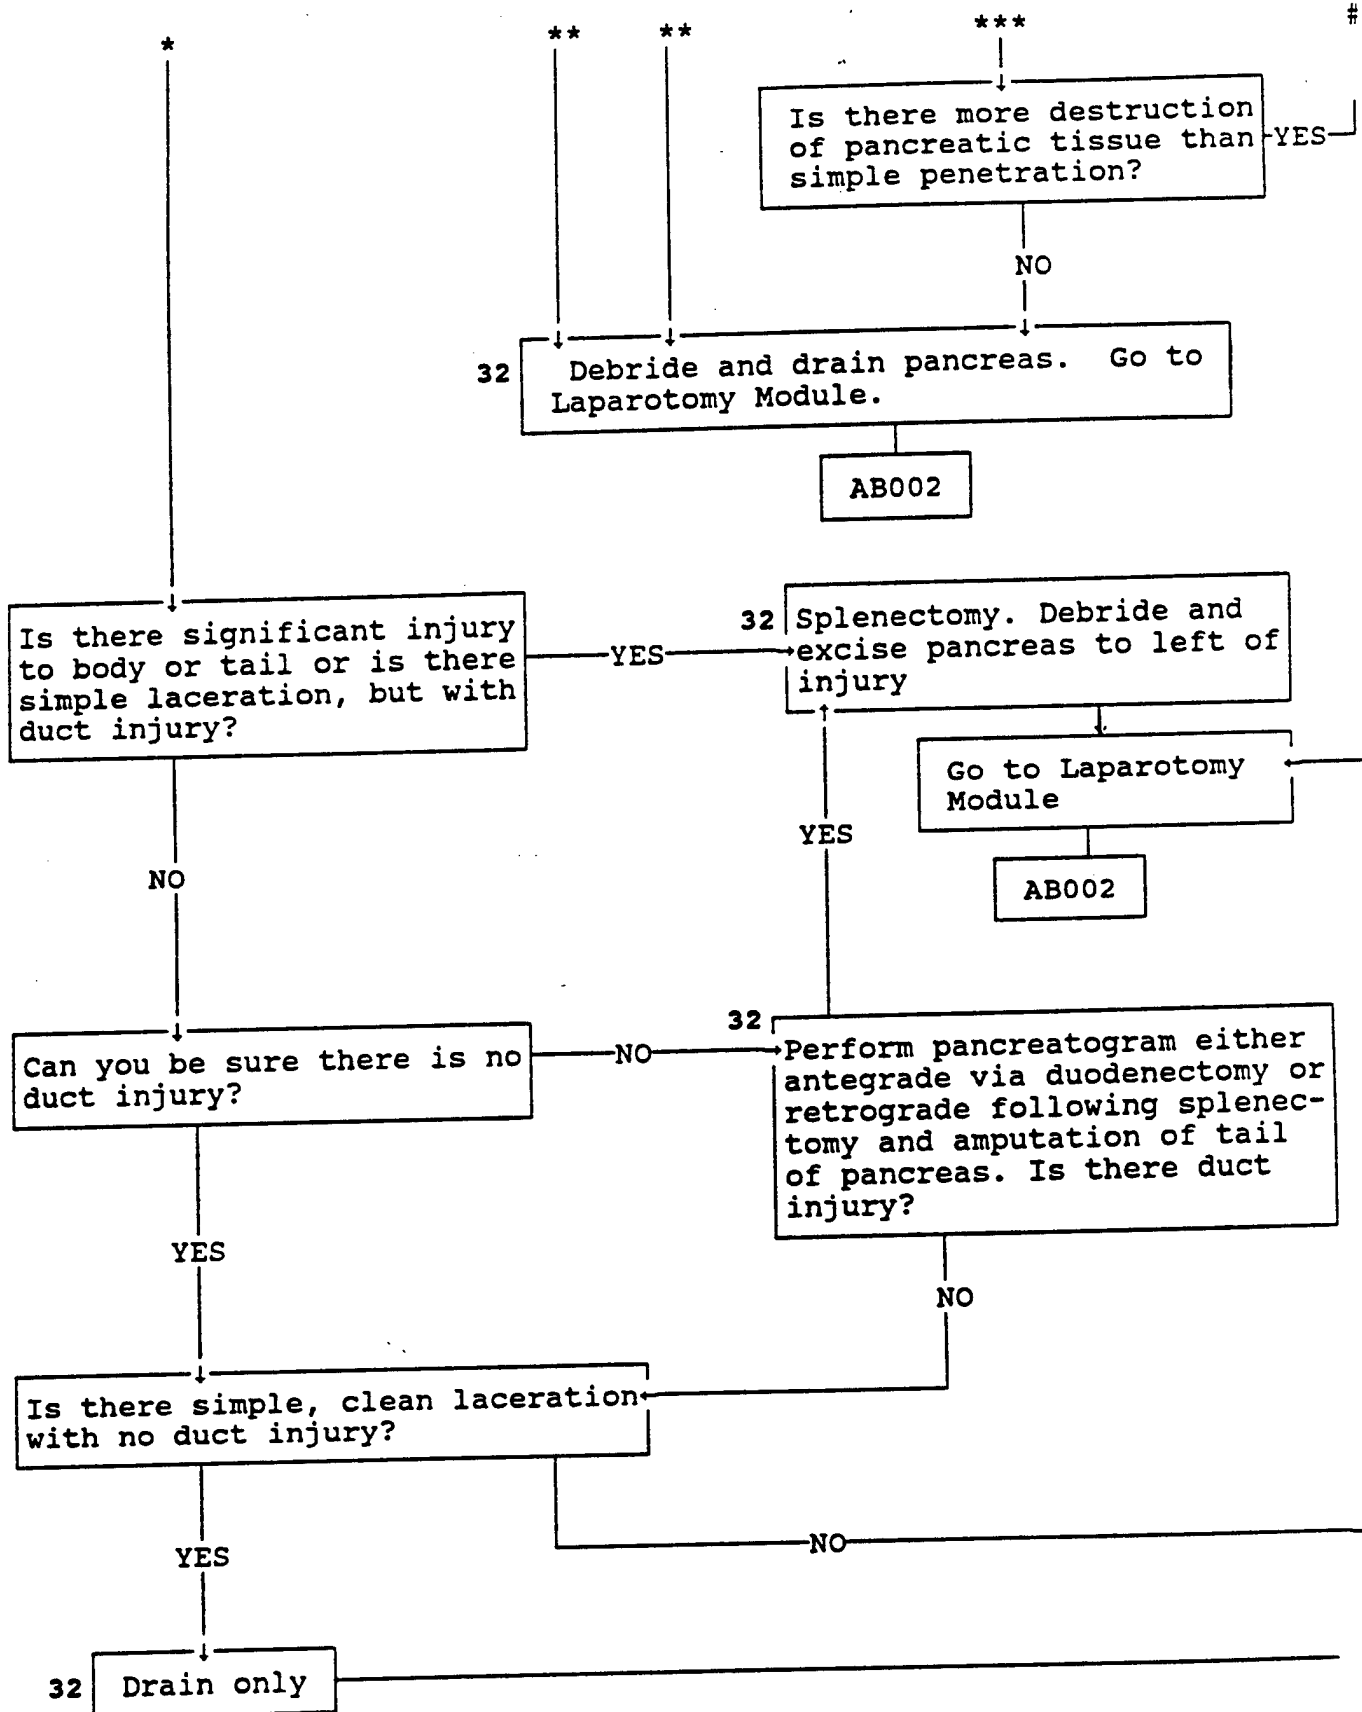 * ** ** *** #
Is there more destruction
of pancreatic tissue than YES
simple penetration?
NO
32 Debride and drain pancreas. Go to
Laparotomy Module.
AB002
Is there significant injury
to body or tail or is there
simple laceration, but with
duct injury?
YES
32 Splenectomy. Debride and
excise pancreas to left of
injury
Go to Laparotomy
Module
AB002
YES
NO
Can you be sure there is no
duct injury?
NO
32
Perform pancreatogram either
antegrade via duodenectomy or
retrograde following splenec-
tomy and amputation of tail
of pancreas. Is there duct
injury?
YES
NO
Is there simple, clean laceration
with no duct injury?
NO
YES
32 Drain only